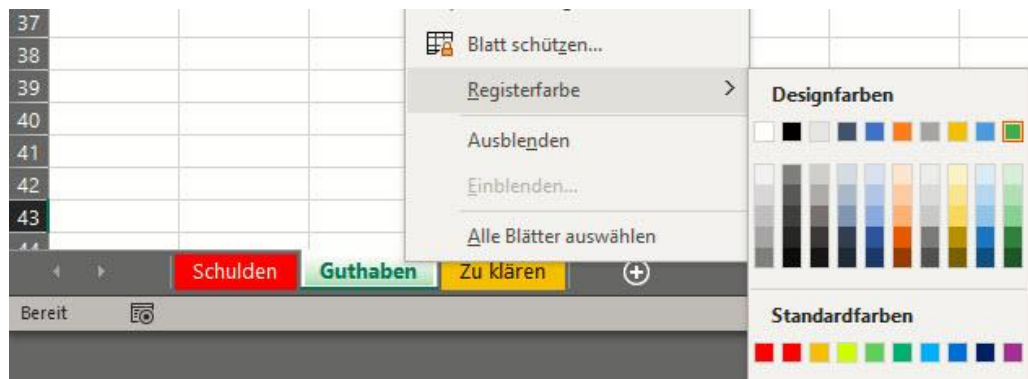 37
38
39
40
41
42
43
44
Blatt schützen...
Registerfarbe
Ausblenden
Einblenden...
Alle Blätter auswählen
Designfarben
Standardfarben
Schulden Guthaben Zu klären
Bereit